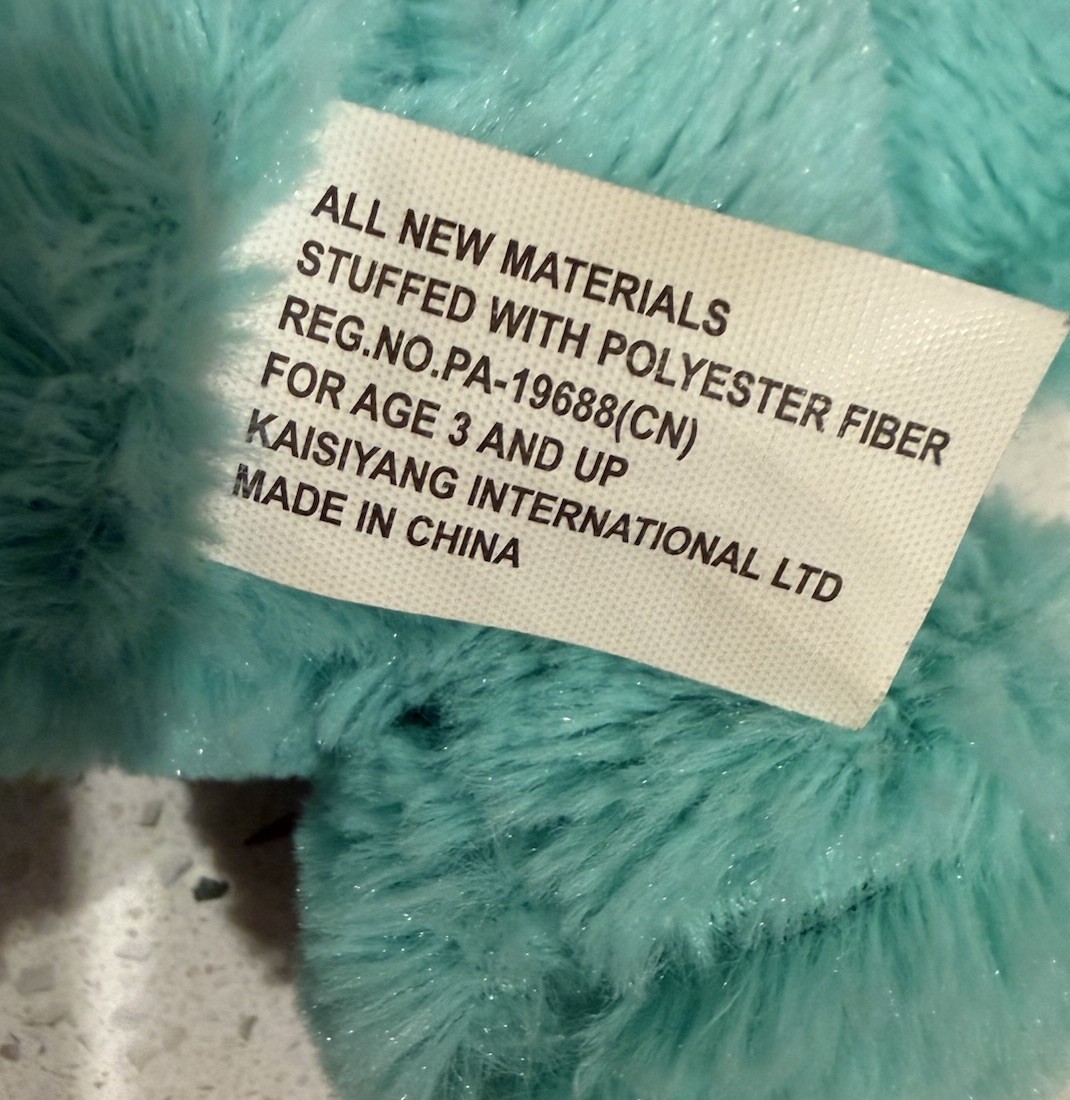 ALL NEW MATERIALS
STUFFED WITH POLYESTER FIBER
REG.NO.PA-19688(CN)
FOR AGE 3 AND UP
KAISIYANG INTERNATIONAL LTD
MADE IN CHINA